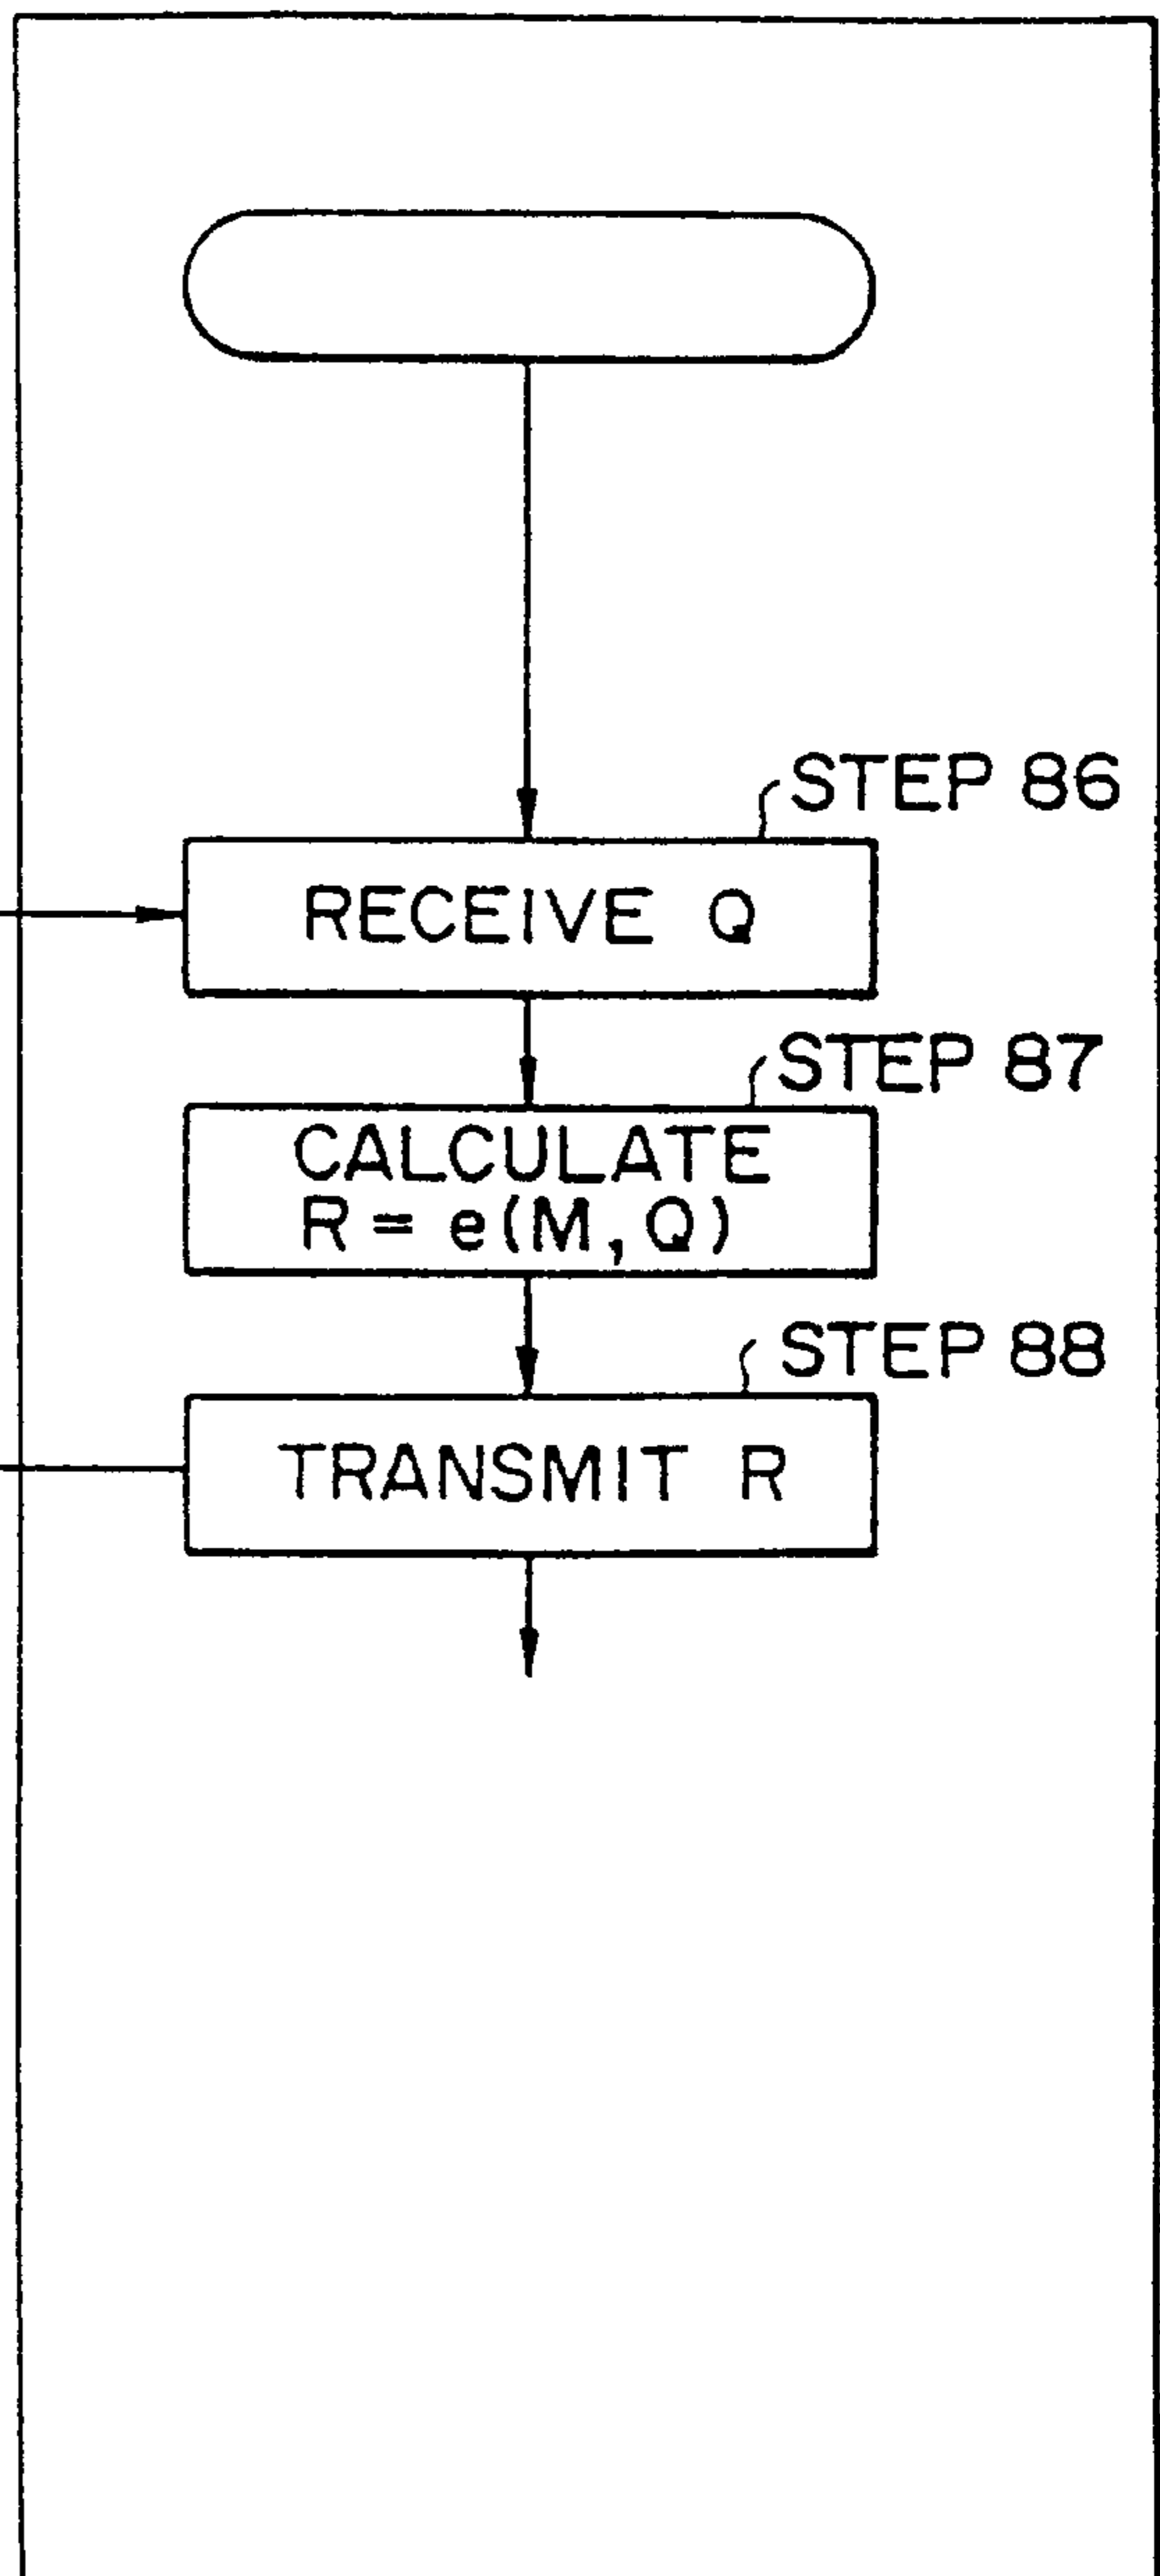 STEP 86
RECEIVE Q
STEP 87
CALCULATE
R = e(M,Q)
STEP 88
TRANSMIT R